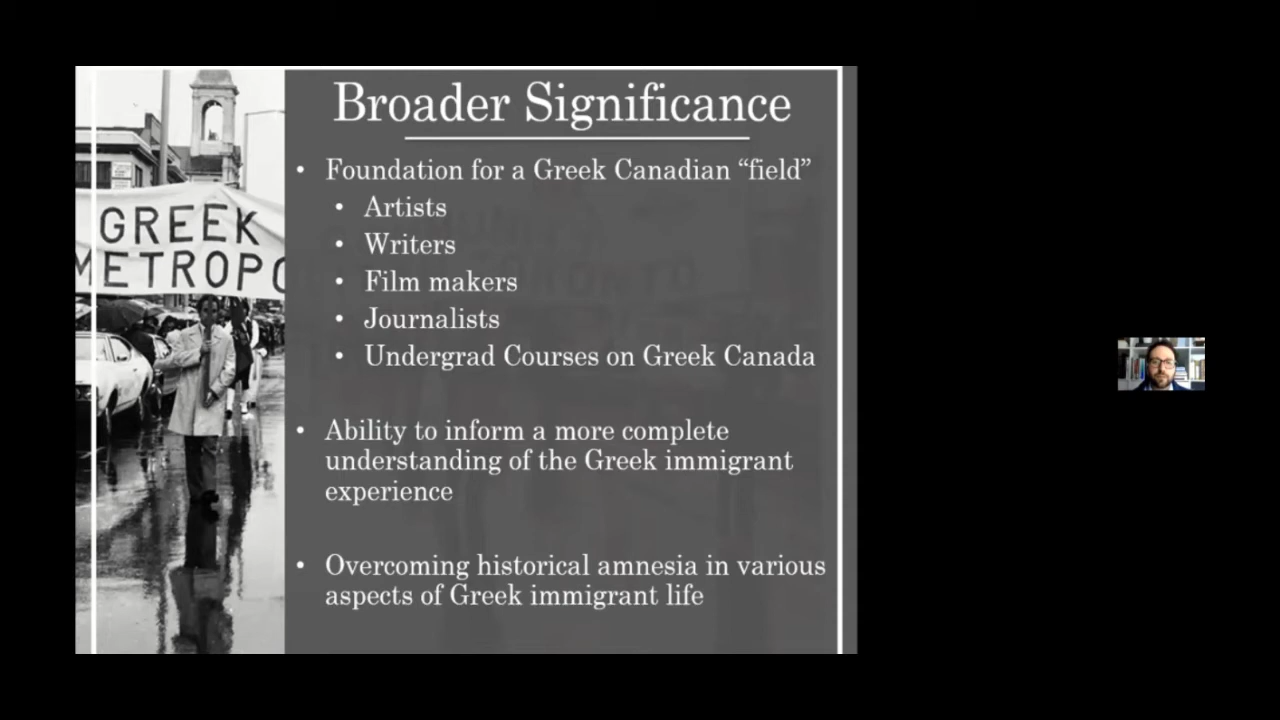 Broader Significance
• Foundation for a Greek Canadian “field”
• Artists
• Writers
• Film makers
• Journalists
• Undergrad Courses on Greek Canada
• Ability to inform a more complete
understanding of the Greek immigrant
experience
• Overcoming historical amnesia in various
aspects of Greek immigrant life
GREEK
METROPO